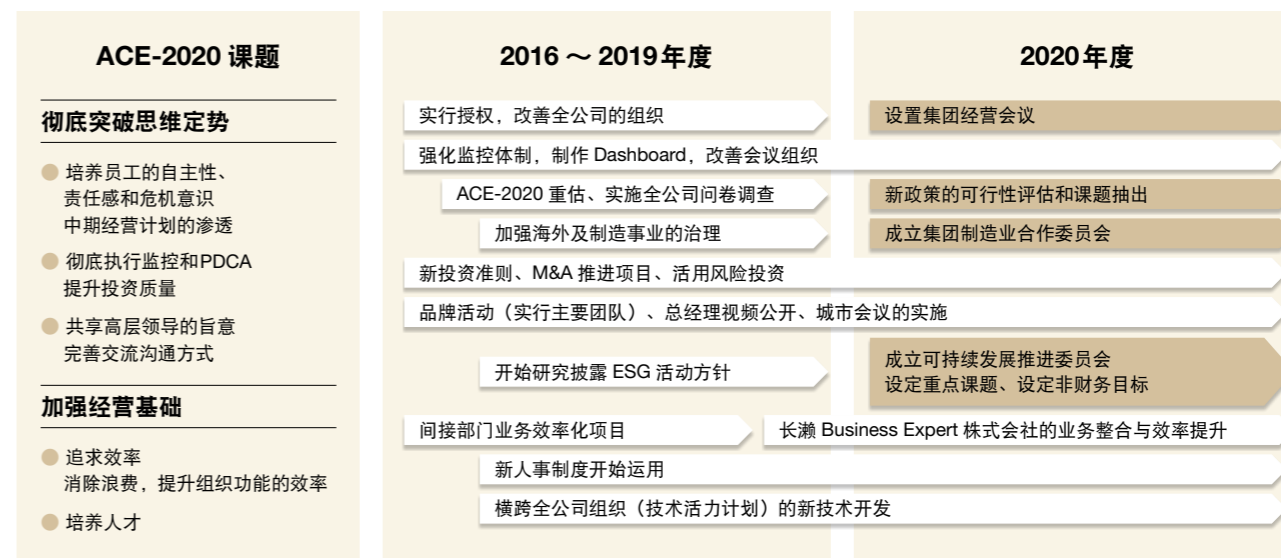 ACE-2020 课题
彻底突破思维定势
培养员工的自主性、
责任感和危机意识
中期经营计划的渗透
彻底执行监控和PDCA
提升投资质量
共享高层领导的旨意
完善交流沟通方式
加强经营基础
追求效率
消除浪费，提升组织功能的效率
培养人才
2016～2019年度
2020年度
实行授权，改善全公司的组织
设置集团经营会议
强化监控体制，制作 Dashboard，改善会议组织
ACE-2020 重估、实施全公司问卷调查
新政策的可行性评估和课题抽出
加强海外及制造事业的治理
成立集团制造业合作委员会
新投资准则、M&A 推进项目、活用风险投资
品牌活动（实行主要团队）、总经理视频公开、城市会议的实施
开始研究披露 ESG 活动方针
成立可持续发展推进委员会
设定重点课题、设定非财务目标
间接部门业务效率化项目
长濑 Business Expert 株式会社的业务整合与效率提升
新人事制度开始运用
横跨全公司组织（技术活力计划）的新技术开发